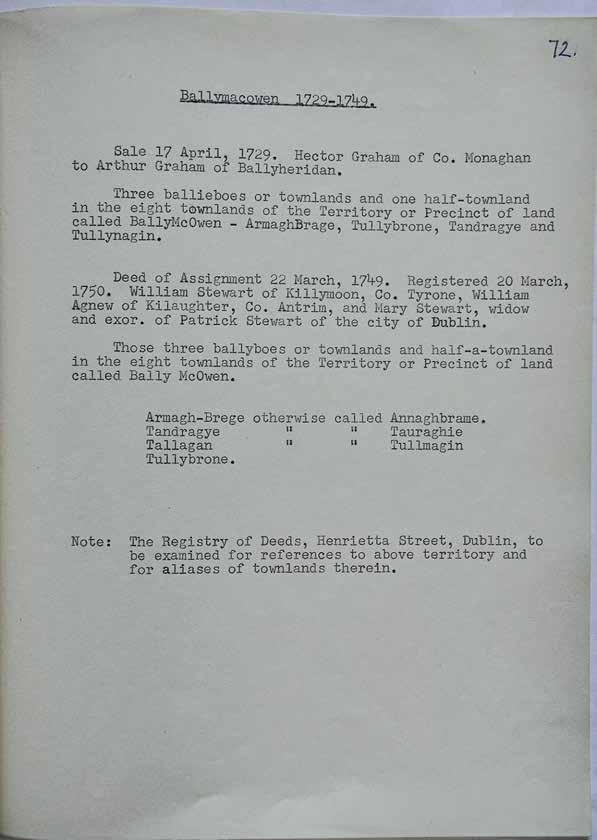 72.
Ballymacowen 1729-1749.
Sale 17 April, 1729. Hector Graham of Co. Monaghan
to Arthur Graham of Ballyheridan.
Three ballieboes or townlands and one half-townland
in the eight townlands of the Territory or Precinct of land
called BallyMcOwen - ArmaghBrage, Tullybrone, Tandragye and
Tullynagin.
Deed of Assignment 22 March, 1749. Registered 20 March,
1750. William Stewart of Killymoon, Co. Tyrone, William
Agnew of Kilaughter, Co. Antrim, and Mary Stewart, widow
and exor. of Patrick Stewart of the city of Dublin.
Those three ballyboes or townlands and half-a-townland
in the eight townlands of the Territory or Precinct of land
called Bally McOwen.
Armagh-Brege otherwise called Annaghbrame.
Tandragye " " Tauraghie
Tallagan " " Tullmagin
Tullybrone.
Note: The Registry of Deeds, Henrietta Street, Dublin, to
be examined for references to above territory and
for aliases of townlands therein.